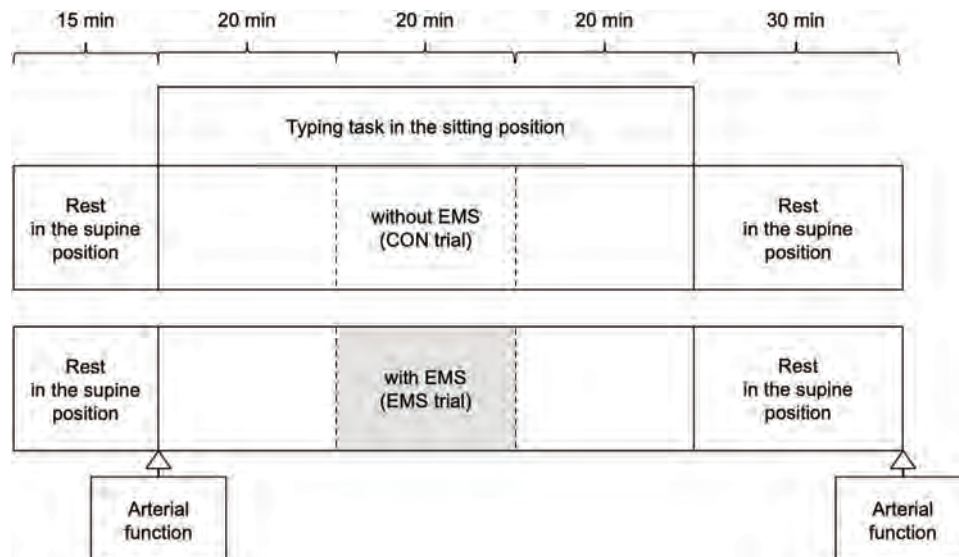 15 min 20 min 20 min 20 min 30 min
Typing task in the sitting position
Rest
in the supine
position
without EMS
(CON trial)
Rest
in the supine
position
Rest
in the supine
position
with EMS
(EMS trial)
Rest
in the supine
position
Arterial
function
Arterial
function